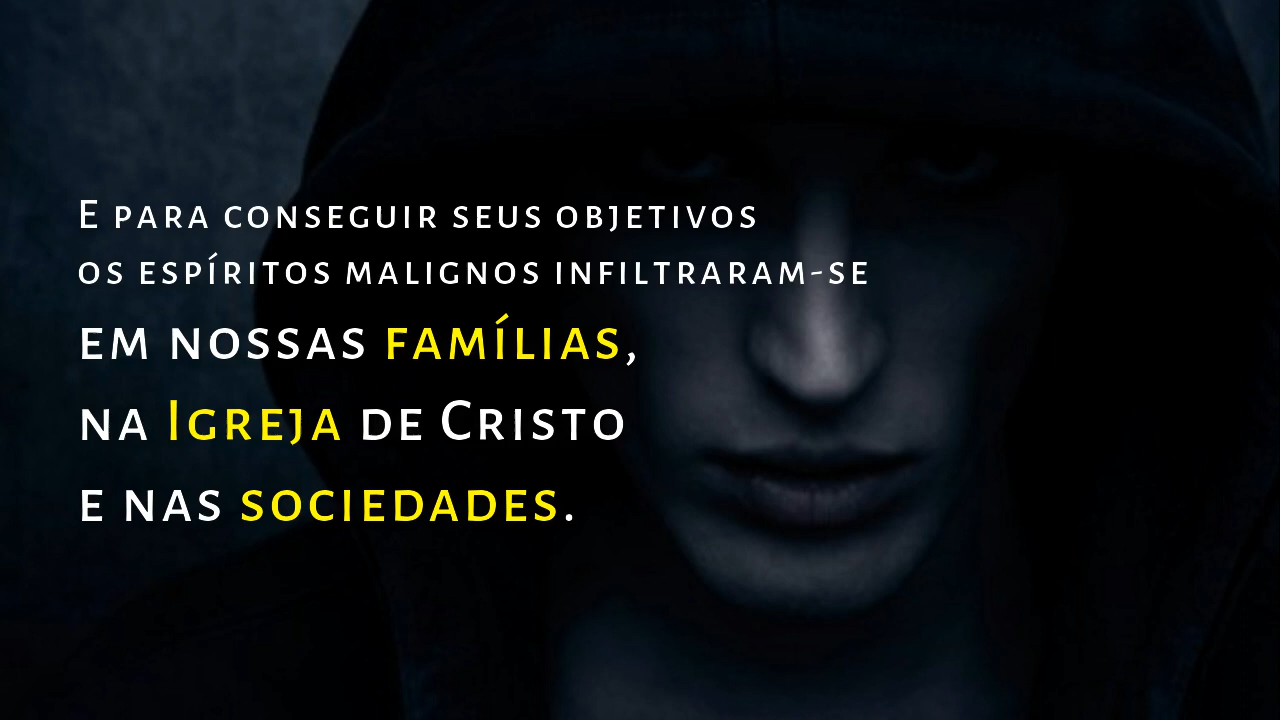 E para conseguir seus objetivos
os espíritos malignos infiltraram-se
em nossas famílias,
na Igreja de Cristo
e nas sociedades.